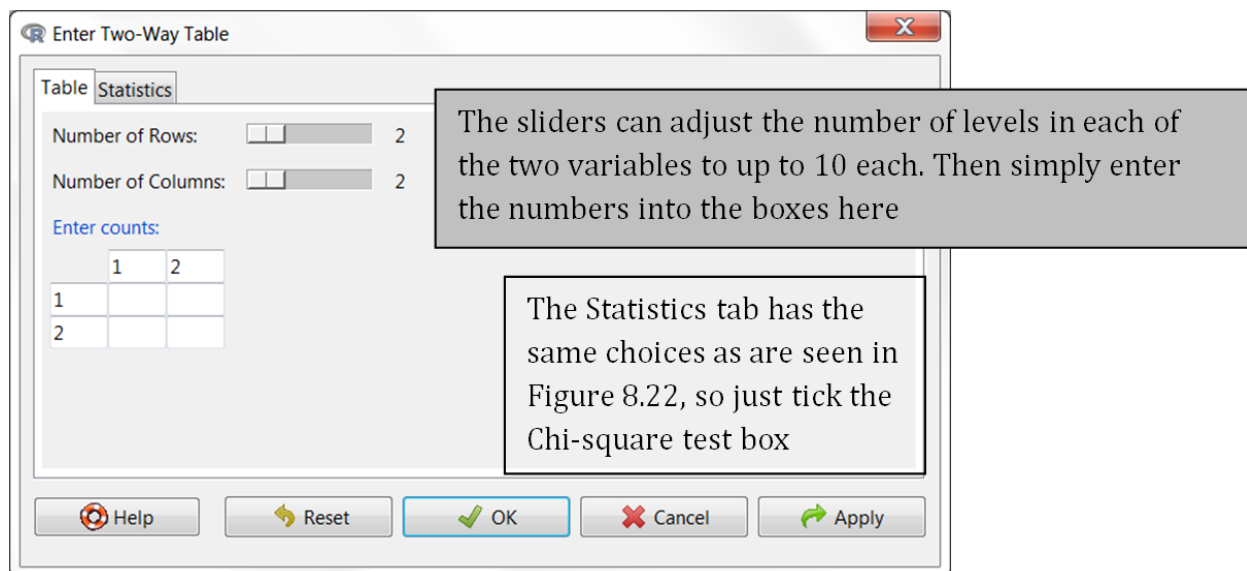 Enter Two-Way Table
Table Statistics
The sliders can adjust the number of levels in each of
the two variables to up to 10 each. Then simply enter
the numbers into the boxes here
Number of Rows: 2
Number of Columns: 2
Enter counts:
1 2
1
2
The Statistics tab has the
same choices as are seen in
Figure 8.22, so just tick the
Chi-square test box
Help Reset OK Cancel Apply